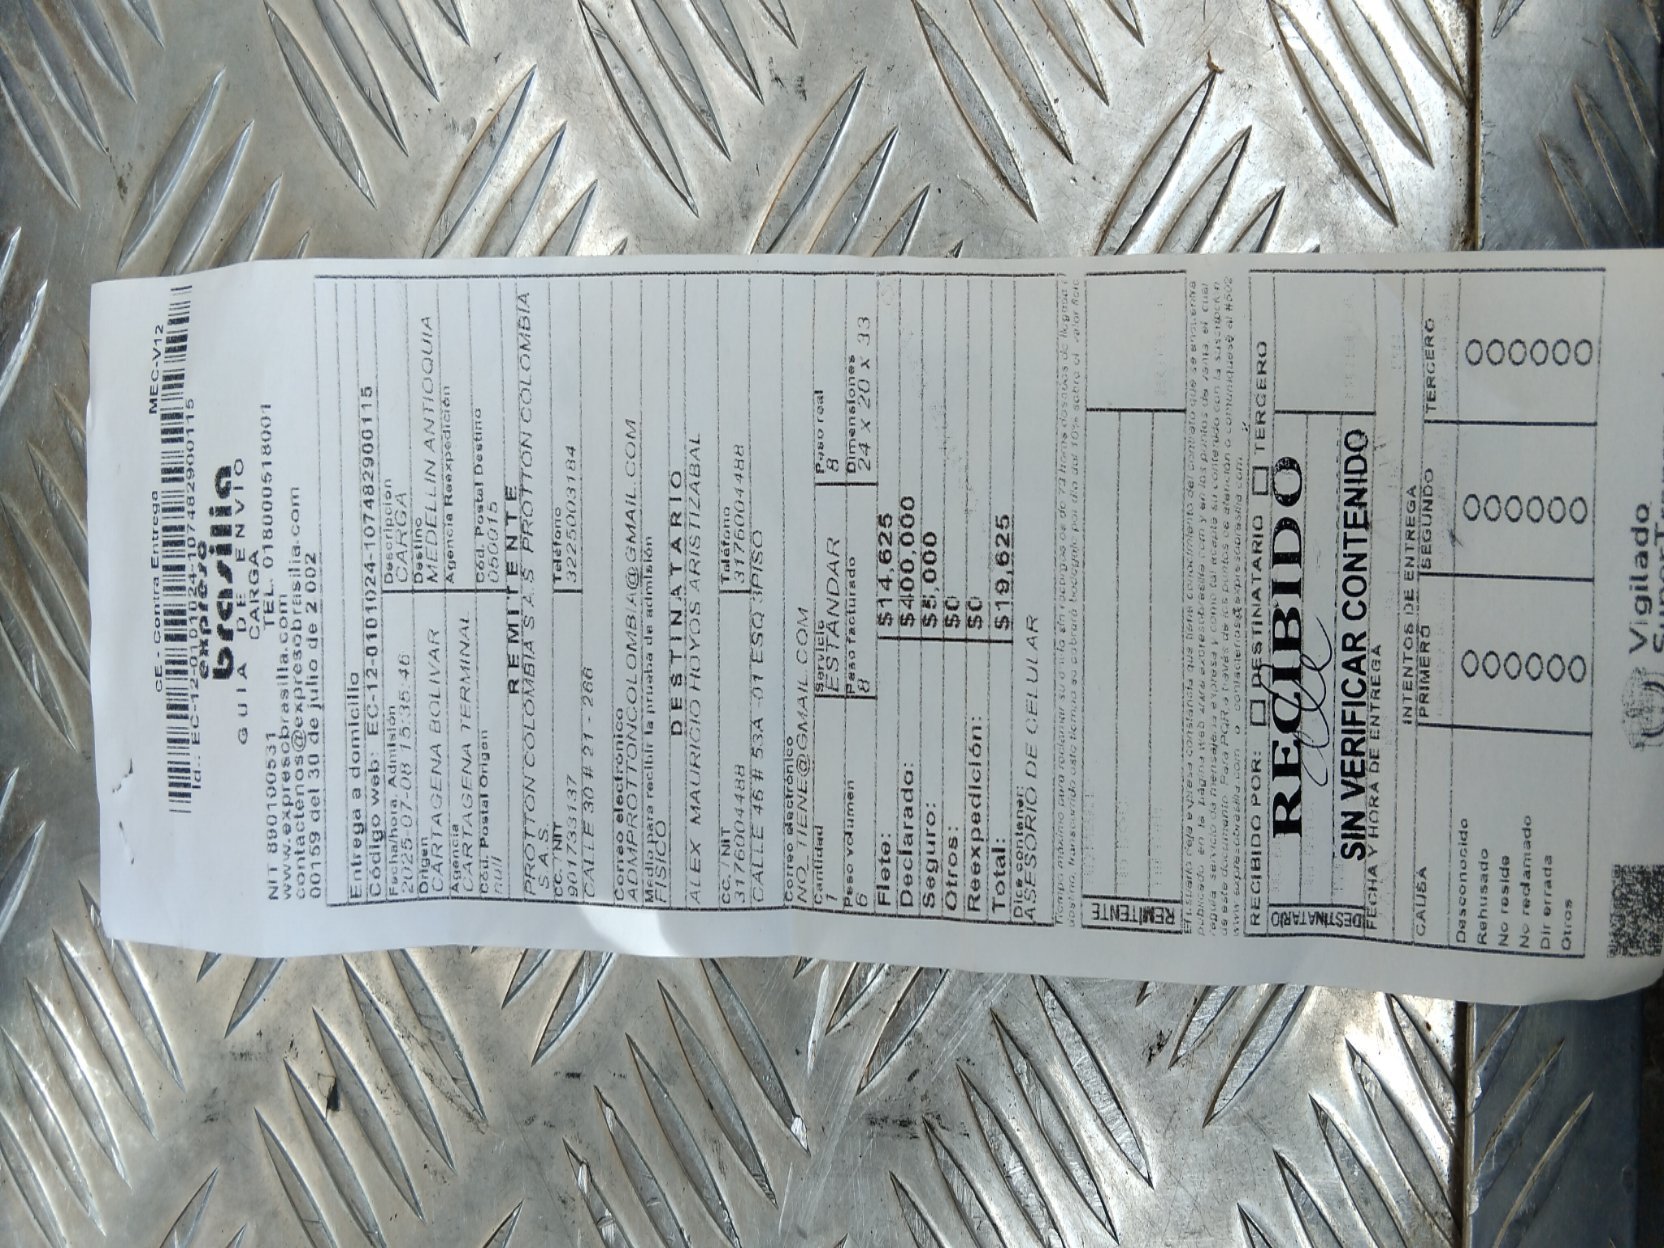 CE - Contra Entrega MEC-V12
Id.: EC-12-0101024-107482900115
expreso
brasilia
GUIA DE ENVIO
CARGA
NIT 890100531 TEL. 018000518001
www.expresobrasilia.com
contactenos@expresobrasilia.com
00159 del 30 de julio de 2002
Entrega a domicilio
Código web: EC-12-0101024-1074829000115
Fecha/hora Admisión Descripción
2025-07-08 15:35:46 CARGA
Origen Destino
CARTAGENA BOLIVAR MEDELLIN ANTIOQUIA
Agencia Agencia Reexpedición
CARTAGENA TERMINAL
Cód. Postal Origen Cód. Postal Destino
null 050015
REMITENTE
PROTTON COLOMBIA S.A.S. PROTTON COLOMBIA
S.A.S.
CC. NIT Teléfono
901733137 3225003184
CALLE 30 # 21 - 286
Correo electrónico
ADMPROTTONCOLOMBIA@GMAIL.COM
Medio para recibir la prueba de admisión
FISICO
DESTINATARIO
ALEX MAURICIO HOYOS ARISTIZABAL
CC. NIT Teléfono
3176004488 3176004488
CALLE 46 # 53A -01 ESQ 3PISO
Correo electrónico
NO_TIENE@GMAIL.COM
Cantidad Servicio Peso real
1 ESTANDAR 8
Peso volumen Peso facturado Dimensiones
6 8 24 x 20 x 33
Flete: $14,625
Declarado: $400,000
Seguro: $5,000
Otros: $0
Reexpedición: $0
Total: $19,625
Dice contener:
ASESORIO DE CELULAR
REMITENTE
RECIBIDO POR: DESTINATARIO TERCERO
RECIBIDO
SIN VERIFICAR CONTENIDO
DESTINATARIO
FECHA Y HORA DE ENTREGA
INTENTOS DE ENTREGA
CAUSA PRIMERO SEGUNDO TERCERO
Desconocido
Rehusado
No reside
No reclamado
Dir errada
Otros
Vigilado